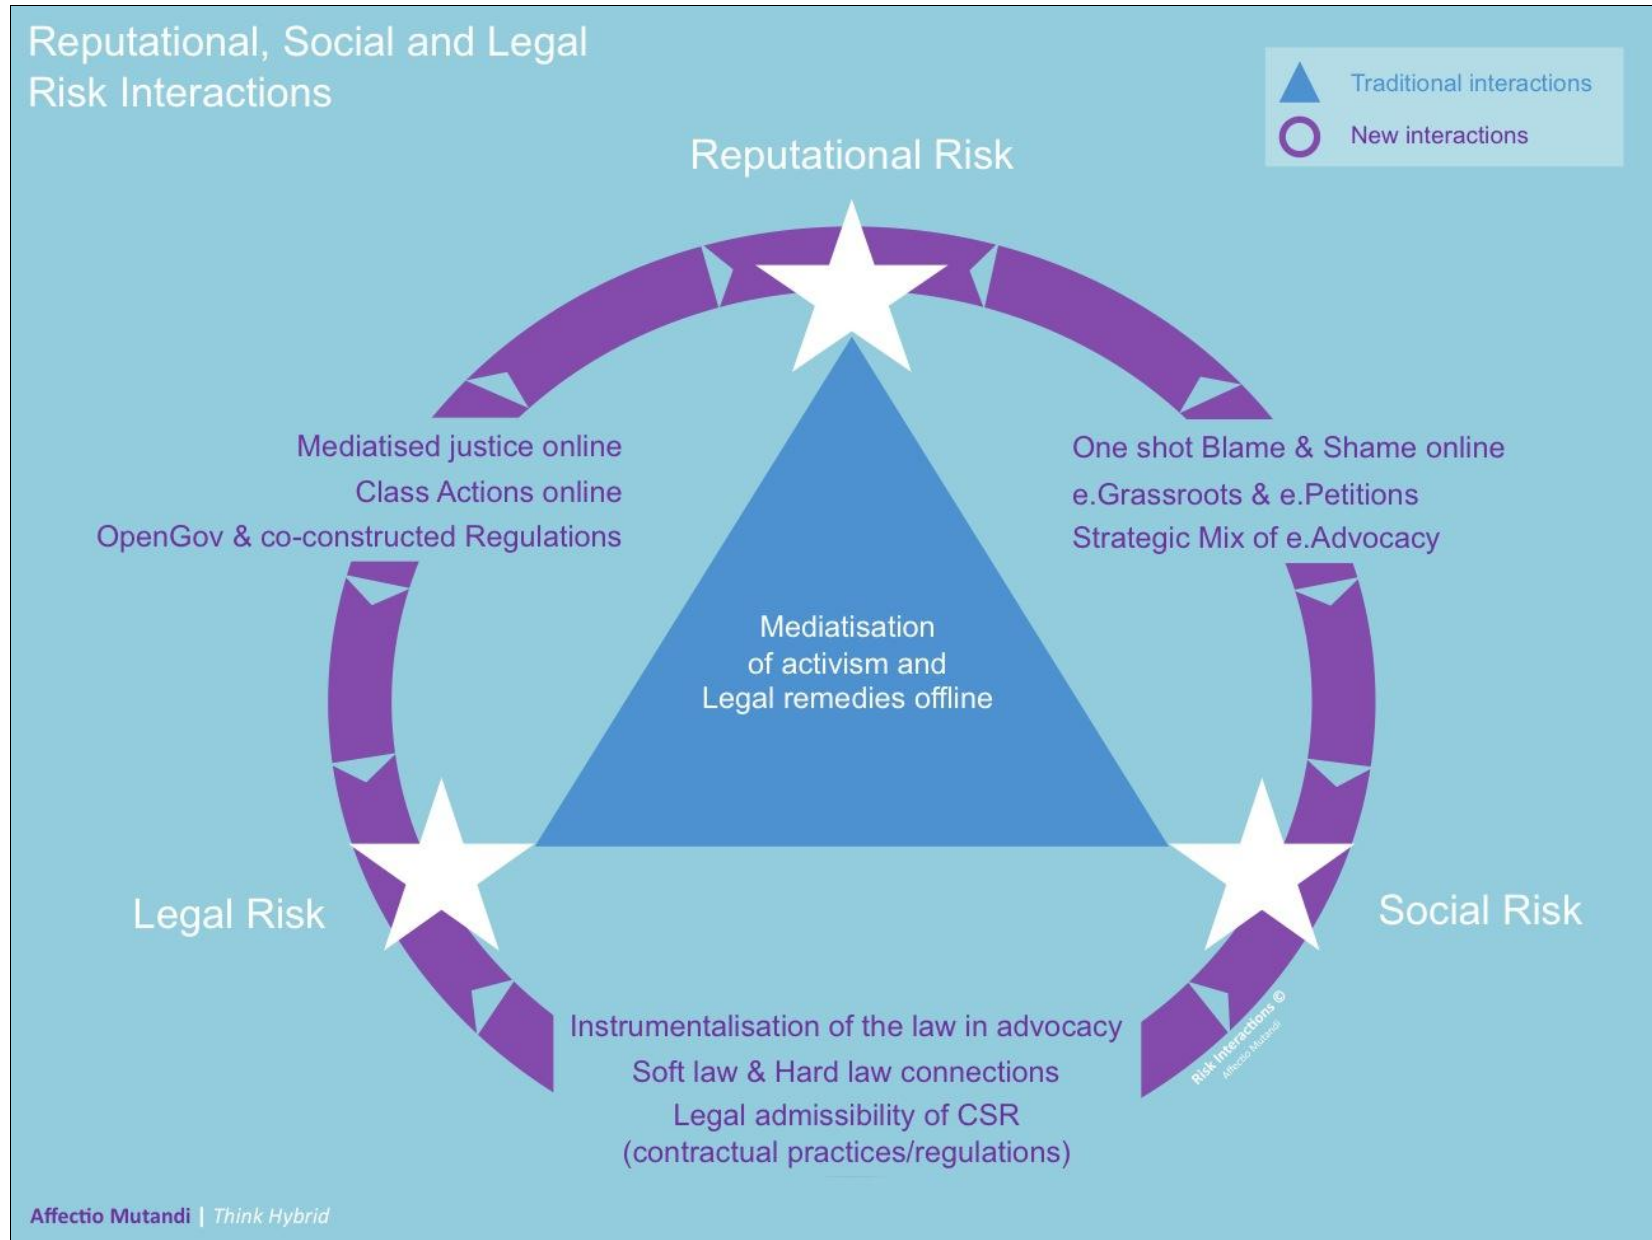 Reputational, Social and Legal
Risk Interactions
Traditional interactions
New interactions
Reputational Risk
Mediatised justice online
Class Actions online
OpenGov & co-constructed Regulations
One shot Blame & Shame online
e.Grassroots & e.Petitions
Strategic Mix of e.Advocacy
Mediatisation
of activism and
Legal remedies offline
Legal Risk
Social Risk
Instrumentalisation of the law in advocacy
Soft law & Hard law connections
Legal admissibility of CSR
(contractual practices/regulations)
Risk Interactions ©
Affectio Mutandi
Affectio Mutandi | Think Hybrid